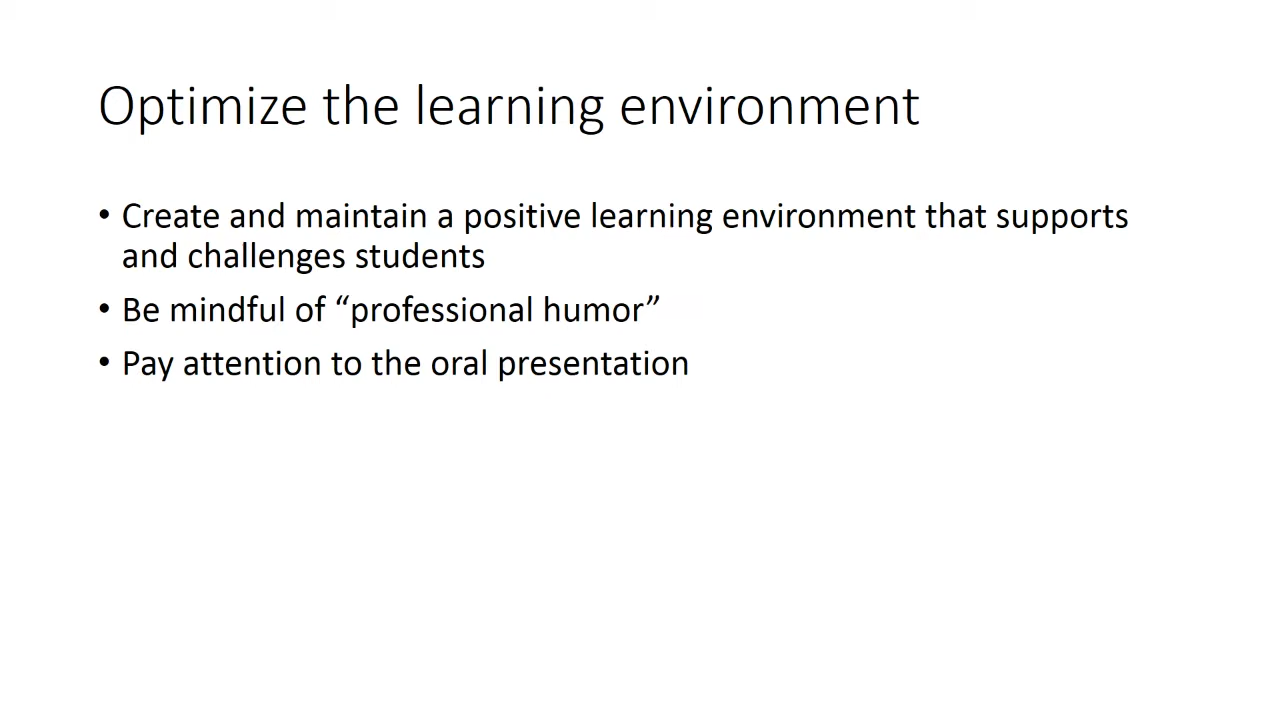 Optimize the learning environment
• Create and maintain a positive learning environment that supports
and challenges students
• Be mindful of “professional humor”
• Pay attention to the oral presentation